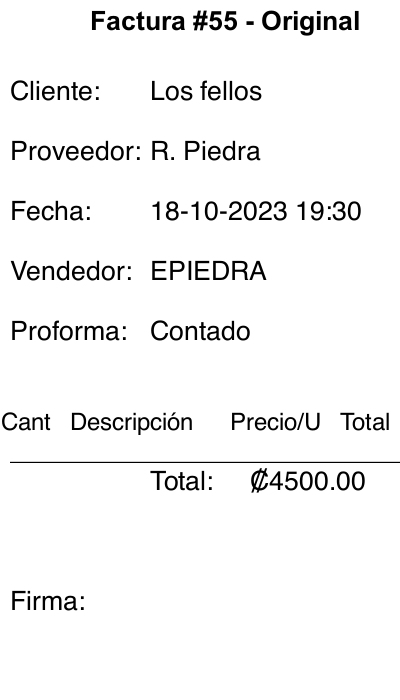 Factura #55 - Original
Cliente: Los fellos
Proveedor: R. Piedra
Fecha: 18-10-2023 19:30
Vendedor: EPIEDRA
Proforma: Contado
Cant Descripción Precio/U Total
Total: ₡4500.00
Firma: